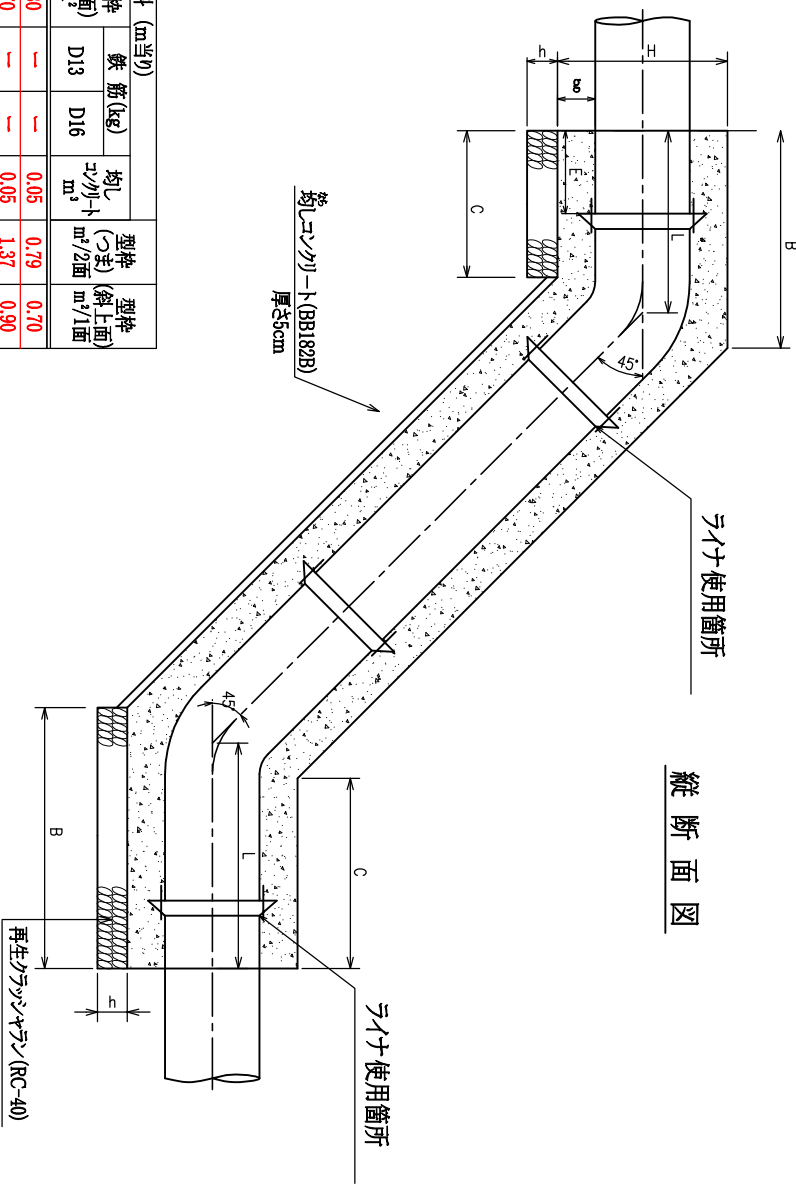 縦断面図
ライナ使用箇所
ライナ使用箇所
均しコンクリート(BB182B)
厚さ5cm
再生クラッシャラン(RC-40)
45°
45°
B
H
h
g
E
L
C
C
L
B
h
(m当り)
鉄筋(kg)
D13
D16
均し
コンクリート
m³
型枠
(つま)
m²/2面
型枠
(斜上面)
m²/1面
ー ー 0.05 0.79 0.70
ー ー 0.05 1.37 0.90